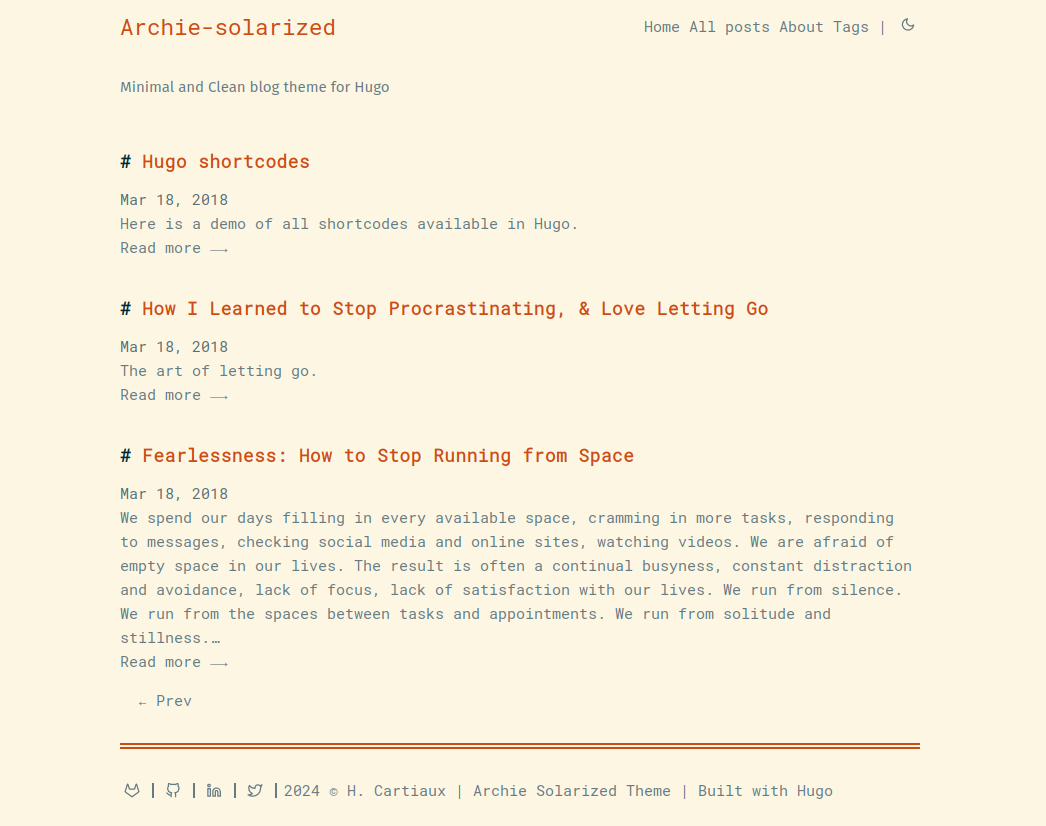 Archie-solarized
Home All posts About Tags |
Minimal and Clean blog theme for Hugo
# Hugo shortcodes
Mar 18, 2018
Here is a demo of all shortcodes available in Hugo.
Read more ⟶
# How I Learned to Stop Procrastinating, & Love Letting Go
Mar 18, 2018
The art of letting go.
Read more ⟶
# Fearlessness: How to Stop Running from Space
Mar 18, 2018
We spend our days filling in every available space, cramming in more tasks, responding
to messages, checking social media and online sites, watching videos. We are afraid of
empty space in our lives. The result is often a continual busyness, constant distraction
and avoidance, lack of focus, lack of satisfaction with our lives. We run from silence.
We run from the spaces between tasks and appointments. We run from solitude and
stillness.…
Read more ⟶
← Prev
| | | | 2024 © H. Cartiaux | Archie Solarized Theme | Built with Hugo